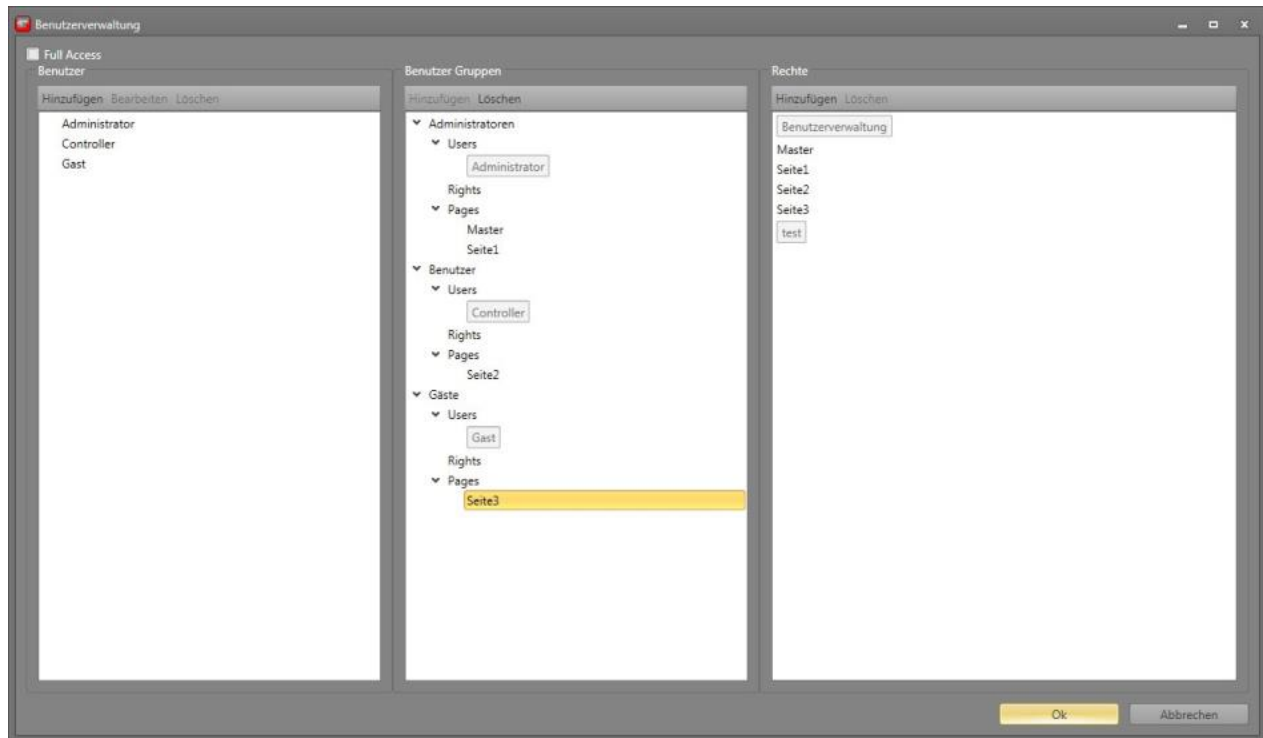 Benutzerverwaltung
Full Access
Benutzer
Hinzufügen Bearbeiten Löschen
Administrator
Controller
Gast
Benutzer Gruppen
Hinzufügen Löschen
Administratoren
Users
Administrator
Rights
Pages
Master
Seite1
Benutzer
Users
Controller
Rights
Pages
Seite2
Gäste
Users
Gast
Rights
Pages
Seite3
Rechte
Hinzufügen Löschen
Benutzerverwaltung
Master
Seite1
Seite2
Seite3
test
Ok Abbrechen